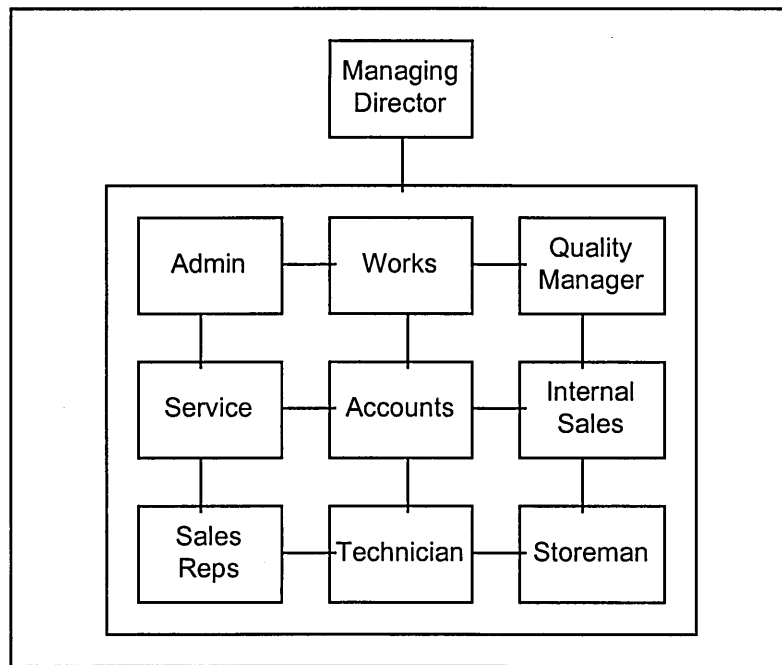 Managing
Director
Admin
Works
Quality
Manager
Service
Accounts
Internal
Sales
Sales
Reps
Technician
Storeman